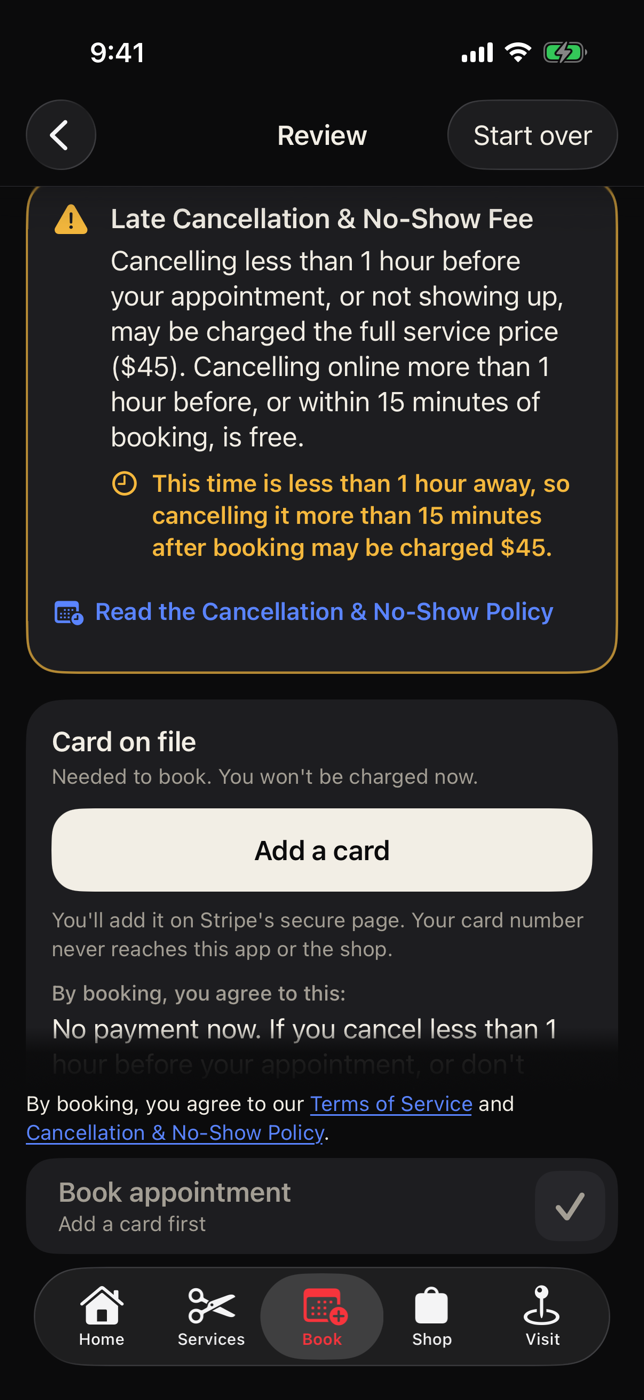 9:41
Review
Start over
Late Cancellation & No-Show Fee
Cancelling less than 1 hour before
your appointment, or not showing up,
may be charged the full service price
($45). Cancelling online more than 1
hour before, or within 15 minutes of
booking, is free.
This time is less than 1 hour away, so
cancelling it more than 15 minutes
after booking may be charged $45.
Read the Cancellation & No-Show Policy
Card on file
Needed to book. You won't be charged now.
Add a card
You'll add it on Stripe's secure page. Your card number
never reaches this app or the shop.
By booking, you agree to this:
No payment now. If you cancel less than 1
hour before your appointment, or don't
By booking, you agree to our Terms of Service and
Cancellation & No-Show Policy.
Book appointment
Add a card first
Home
Services
Book
Shop
Visit